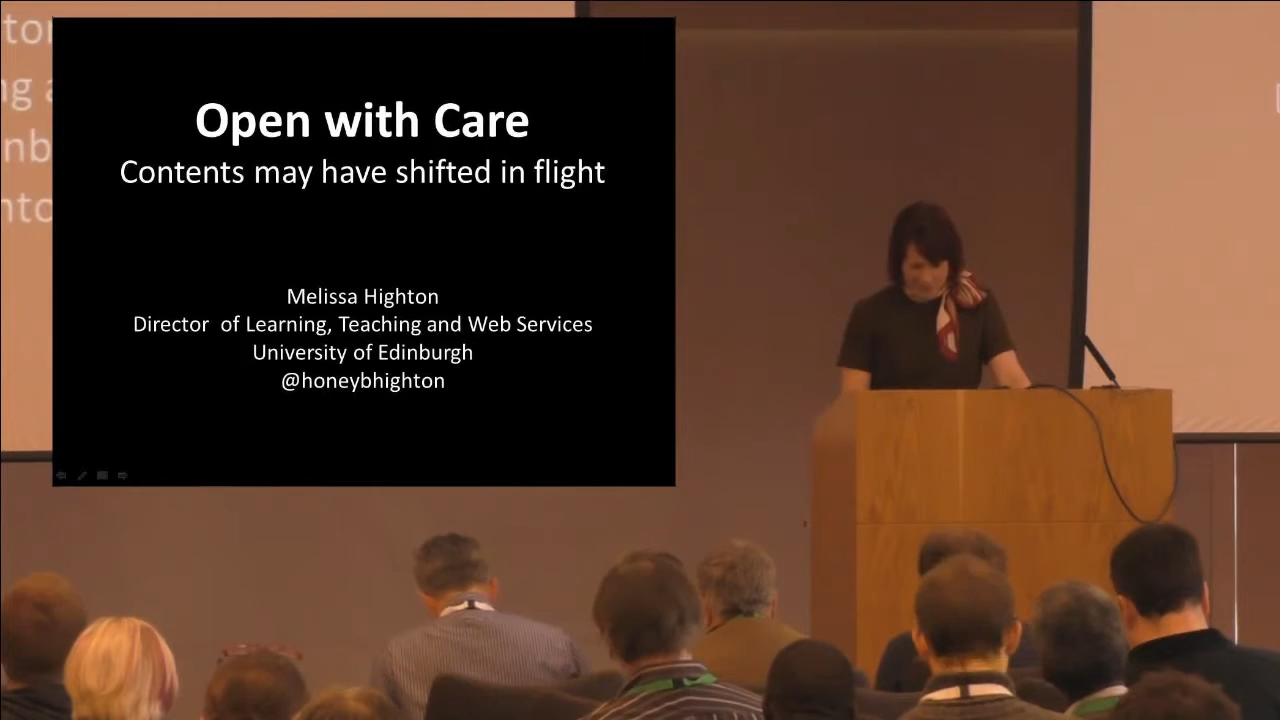 Open with Care
Contents may have shifted in flight
Melissa Highton
Director of Learning, Teaching and Web Services
University of Edinburgh
@honeybhighton